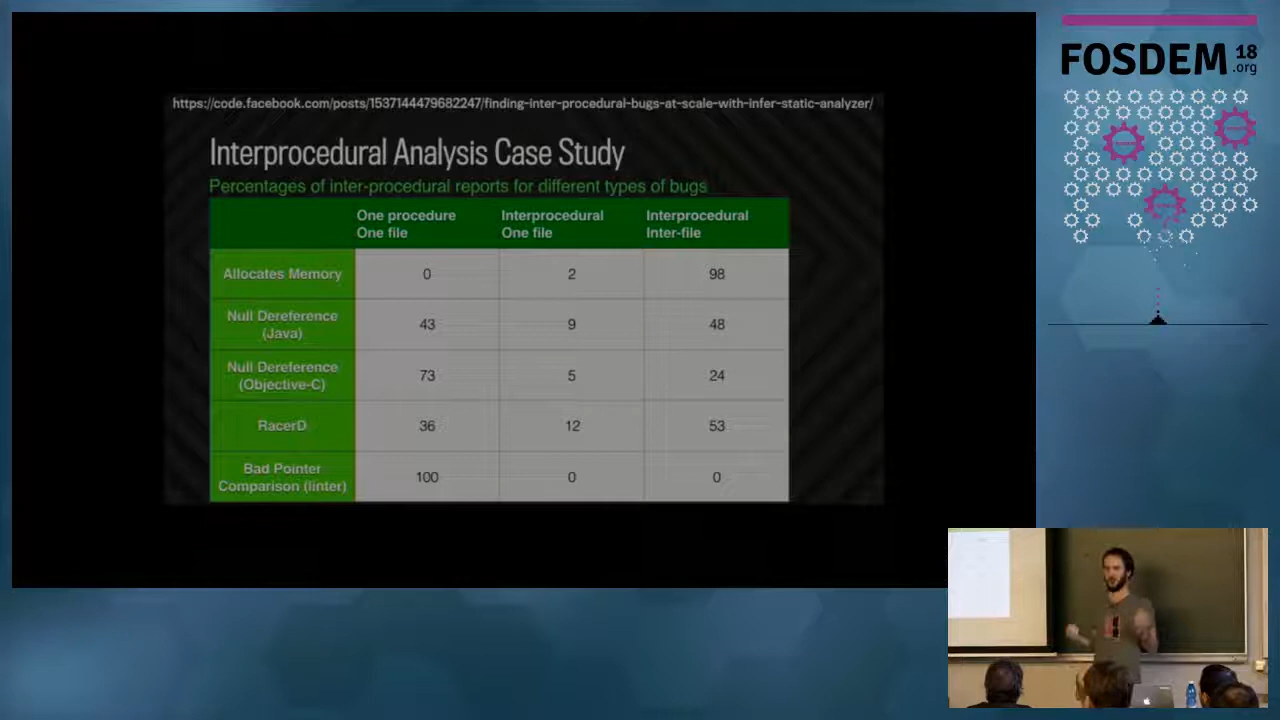 https://code.facebook.com/posts/1537144479682247/finding-inter-procedural-bugs-at-scale-with-infer-static-analyzer/
Interprocedural Analysis Case Study
Percentages of inter-procedural reports for different types of bugs
One procedure One file
Interprocedural One file
Interprocedural Inter-file
Allocates Memory 0 2 98
Null Dereference (Java) 43 9 48
Null Dereference (Objective-C) 73 5 24
RacerD 36 12 53
Bad Pointer Comparison (linter) 100 0 0
FOSDEM 18 .org